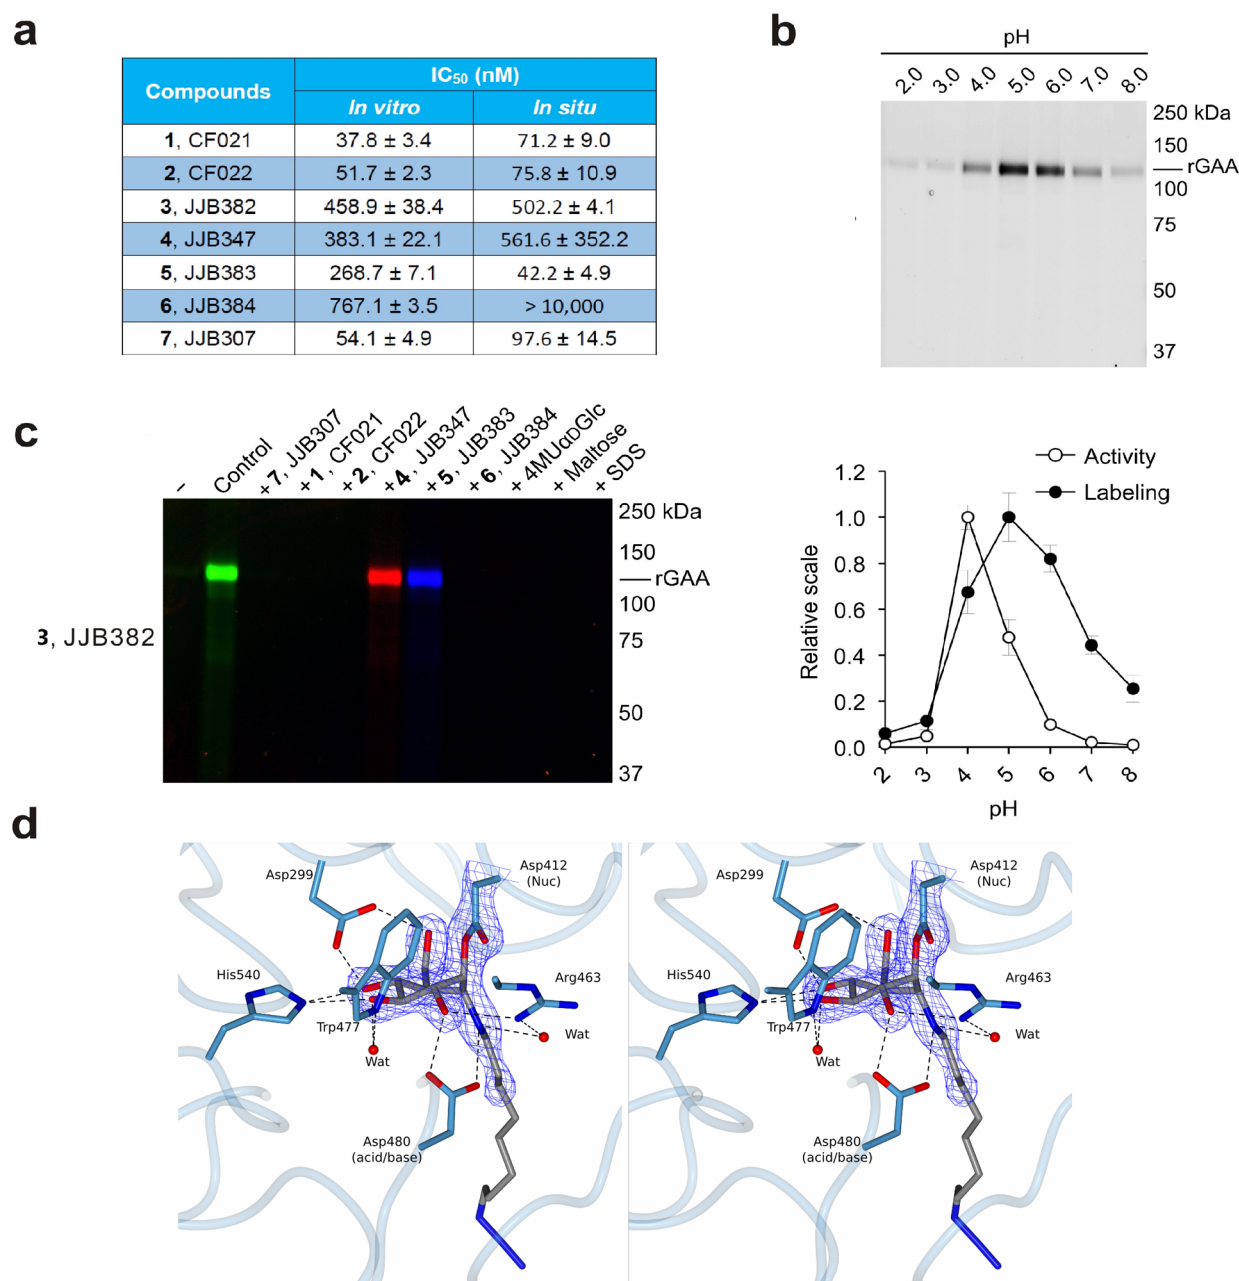 a
Compounds
IC50 (nM)
In vitro In situ
1, CF021 37.8 ± 3.4 71.2 ± 9.0
2, CF022 51.7 ± 2.3 75.8 ± 10.9
3, JJB382 458.9 ± 38.4 502.2 ± 4.1
4, JJB347 383.1 ± 22.1 561.6 ± 352.2
5, JJB383 268.7 ± 7.1 42.2 ± 4.9
6, JJB384 767.1 ± 3.5 > 10,000
7, JJB307 54.1 ± 4.9 97.6 ± 14.5
b
pH
2.0 3.0 4.0 5.0 6.0 7.0 8.0
250 kDa
150
rGAA
100
75
50
37
c
–
Control
+ 7, JJB307
+ 1, CF021
+ 2, CF022
+ 4, JJB347
+ 5, JJB383
+ 6, JJB384
+ 4MUαDGlc
+ Maltose
+ SDS
250 kDa
150
rGAA
100
75
50
37
3, JJB382
Activity
Labeling
Relative scale
1.2
1.0
0.8
0.6
0.4
0.2
0.0
2 3 4 5 6 7 8
pH
d
Asp299
Asp412
(Nuc)
His540
Arg463
Trp477
Wat
Wat
Asp480
(acid/base)
Asp299
Asp412
(Nuc)
His540
Arg463
Trp477
Wat
Wat
Asp480
(acid/base)